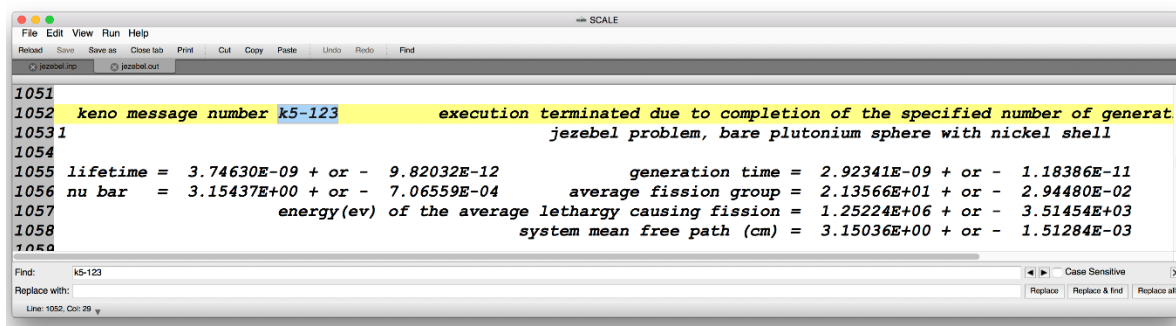 SCALE
File Edit View Run Help
Reload Save Save as Close tab Print Cut Copy Paste Undo Redo Find
jezebel.inp jezebel.out
1051
1052 keno message number k5-123 execution terminated due to completion of the specified number of generat
1053 1 jezebel problem, bare plutonium sphere with nickel shell
1054
1055 lifetime = 3.74630E-09 + or - 9.82032E-12 generation time = 2.92341E-09 + or - 1.18386E-11
1056 nu bar = 3.15437E+00 + or - 7.06559E-04 average fission group = 2.13566E+01 + or - 2.94480E-02
1057 energy(ev) of the average lethargy causing fission = 1.25224E+06 + or - 3.51454E+03
1058 system mean free path (cm) = 3.15036E+00 + or - 1.51284E-03
1059
Find: k5-123 Case Sensitive
Replace with: Replace Replace & find Replace all
Line: 1052, Col: 29